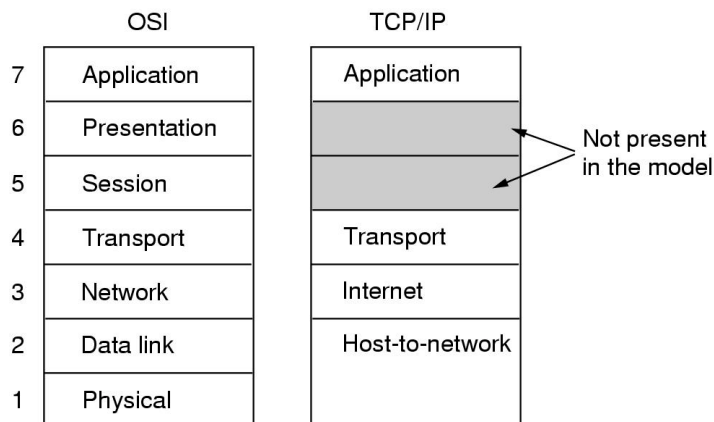 OSI
TCP/IP
7
Application
Application
6
Presentation
5
Session
Not present
in the model
4
Transport
Transport
3
Network
Internet
2
Data link
Host-to-network
1
Physical